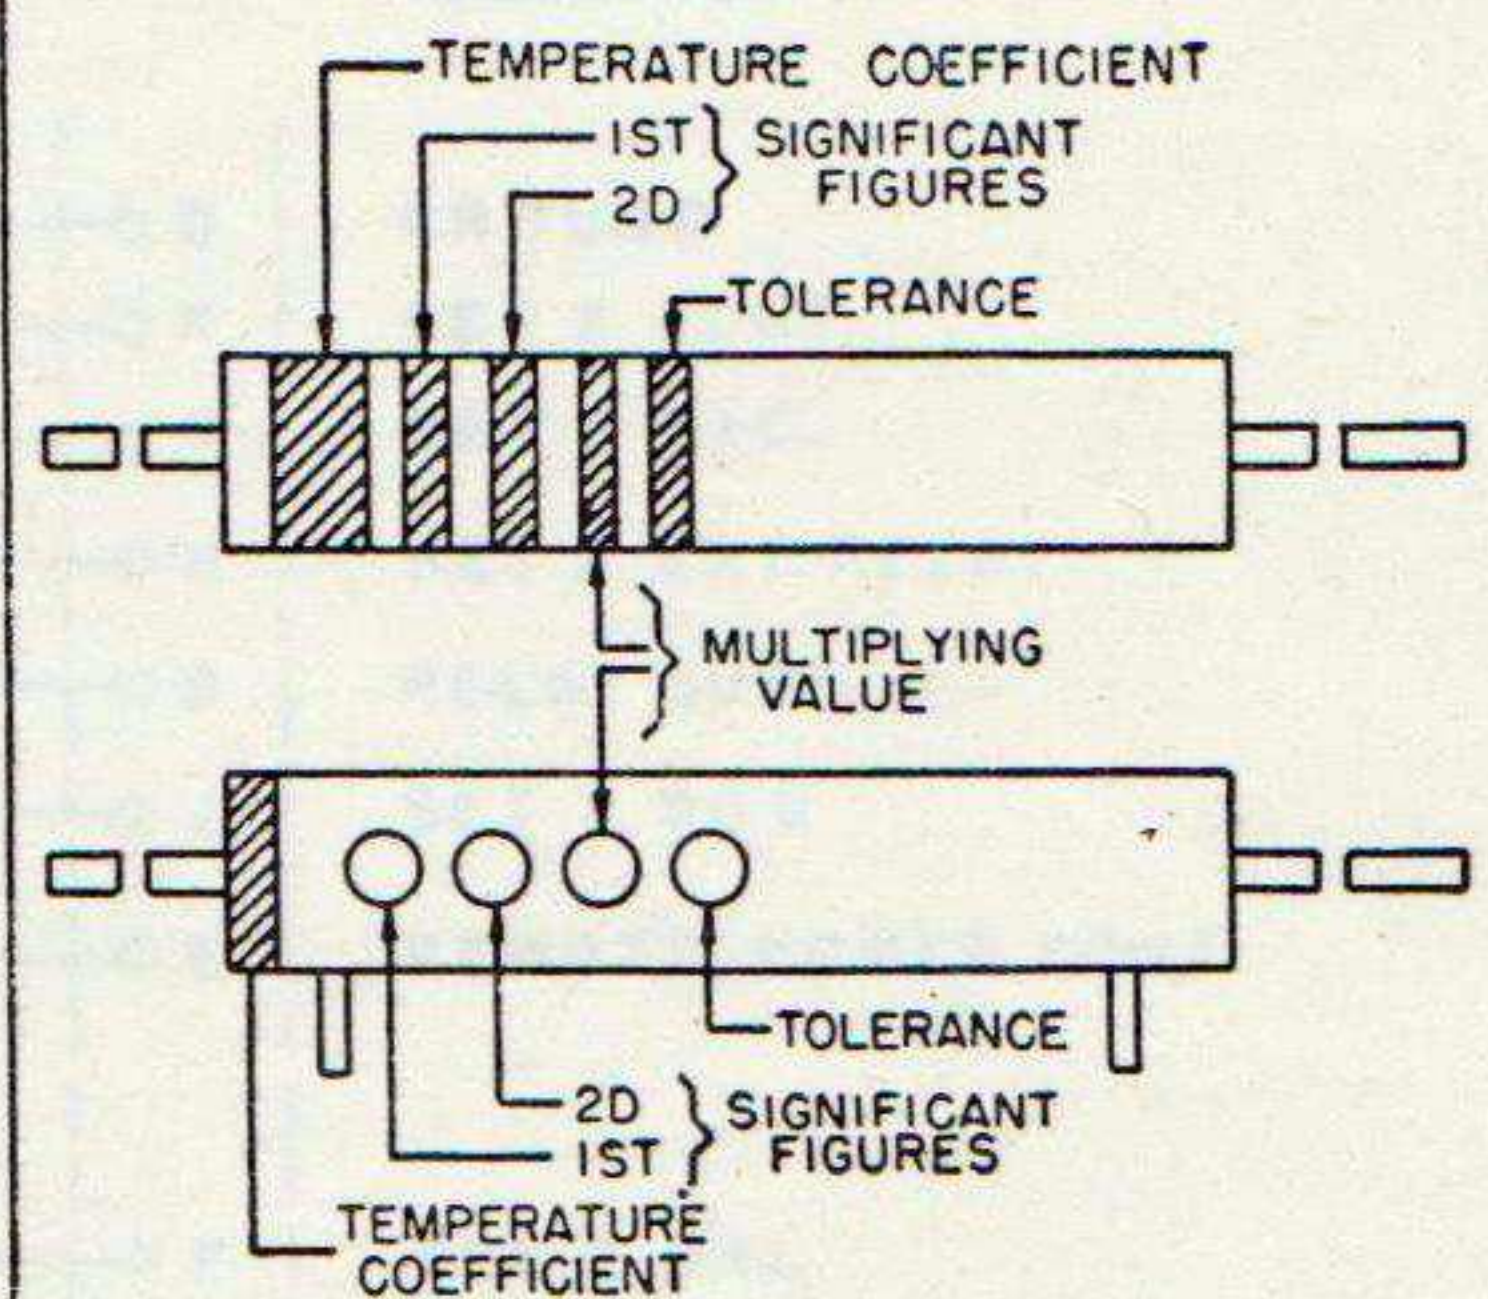 TEMPERATURE COEFFICIENT
1ST
2D
SIGNIFICANT
FIGURES
TOLERANCE
MULTIPLYING
VALUE
TOLERANCE
2D
1ST
SIGNIFICANT
FIGURES
TEMPERATURE
COEFFICIENT